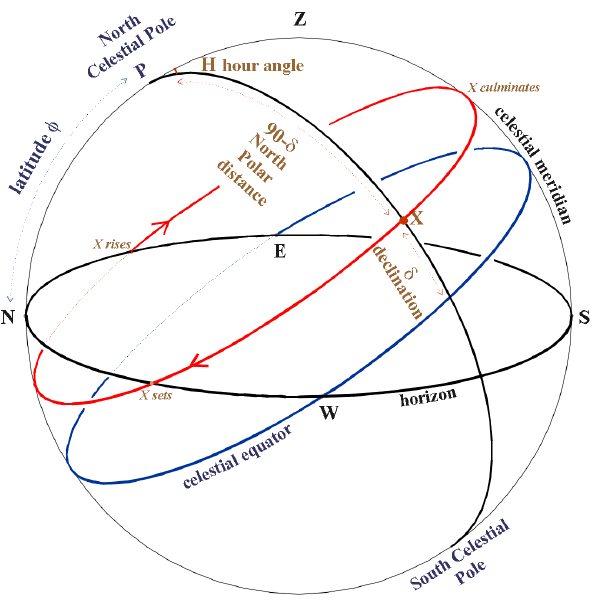 Z
North
Celestial Pole
P
H hour angle
X culminates
celestial meridian
latitude ϕ
90-δ
North
Polar
distance
X rises
X
E
δ
declination
N
S
X sets
W
horizon
celestial equator
South Celestial
Pole